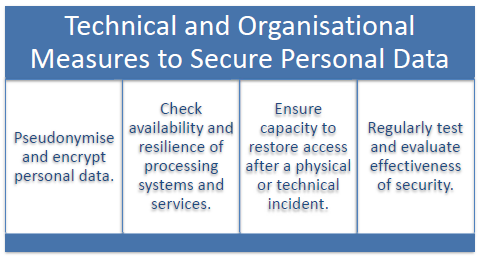 Technical and Organisational
Measures to Secure Personal Data
Pseudonymise
and encrypt
personal data.
Check
availability and
resilience of
processing
systems and
services.
Ensure
capacity to
restore access
after a physical
or technical
incident.
Regularly test
and evaluate
effectiveness
of security.